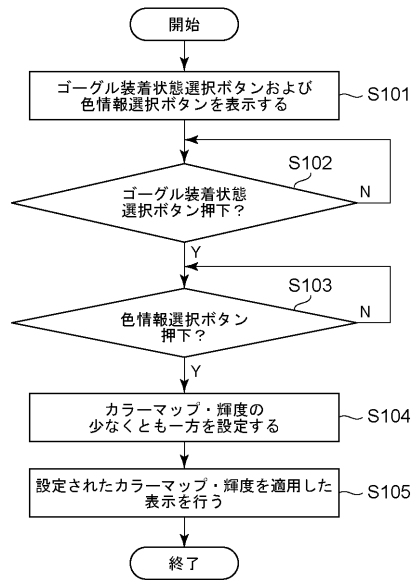 開始
ゴーグル装着状態選択ボタンおよび
色情報選択ボタンを表示する
S101
S102
ゴーグル装着状態
選択ボタン押下？
N
Y
S103
色情報選択ボタン
押下？
N
Y
カラーマップ・輝度の
少なくとも一方を設定する
S104
設定されたカラーマップ・輝度を適用した
表示を行う
S105
終了